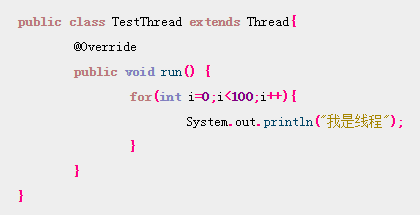 public class TestThread extends Thread{
@Override
public void run() {
for(int i=0;i<100;i++){
System.out.println("我是线程");
}
}
}